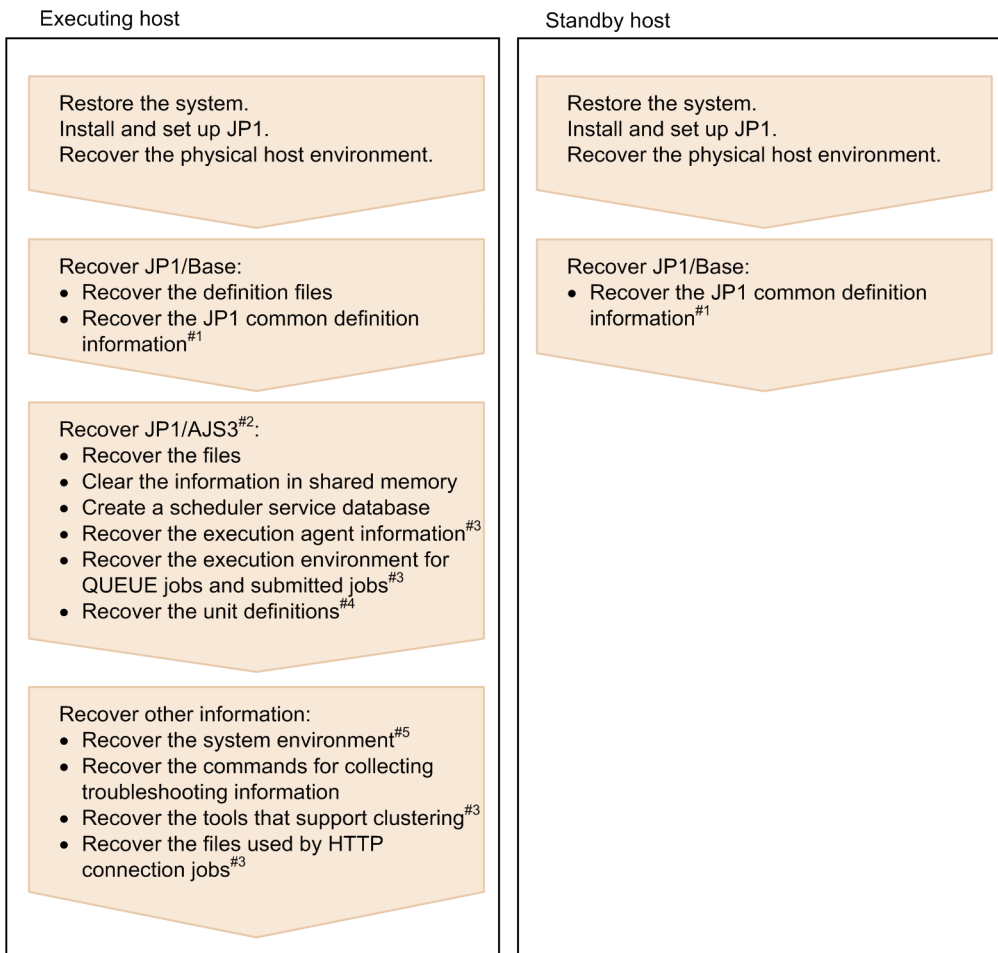 Executing host
Restore the system.
Install and set up JP1.
Recover the physical host environment.
Recover JP1/Base:
• Recover the definition files
• Recover the JP1 common definition
information#1
Recover JP1/AJS3#2:
• Recover the files
• Clear the information in shared memory
• Create a scheduler service database
• Recover the execution agent information#3
• Recover the execution environment for
QUEUE jobs and submitted jobs#3
• Recover the unit definitions#4
Recover other information:
• Recover the system environment#5
• Recover the commands for collecting
troubleshooting information
• Recover the tools that support clustering#3
• Recover the files used by HTTP
connection jobs#3
Standby host
Restore the system.
Install and set up JP1.
Recover the physical host environment.
Recover JP1/Base:
• Recover the JP1 common definition
information#1